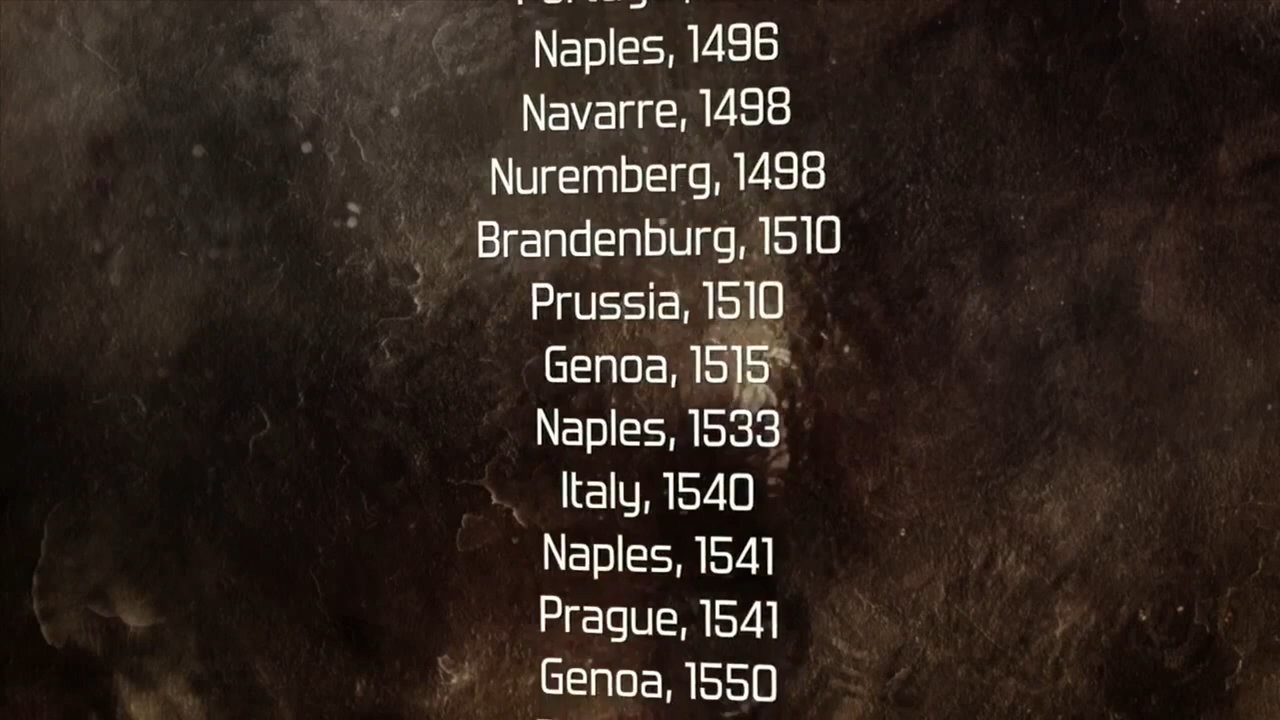 Naples, 1496
Navarre, 1498
Nuremberg, 1498
Brandenburg, 1510
Prussia, 1510
Genoa, 1515
Naples, 1533
Italy, 1540
Naples, 1541
Prague, 1541
Genoa, 1550